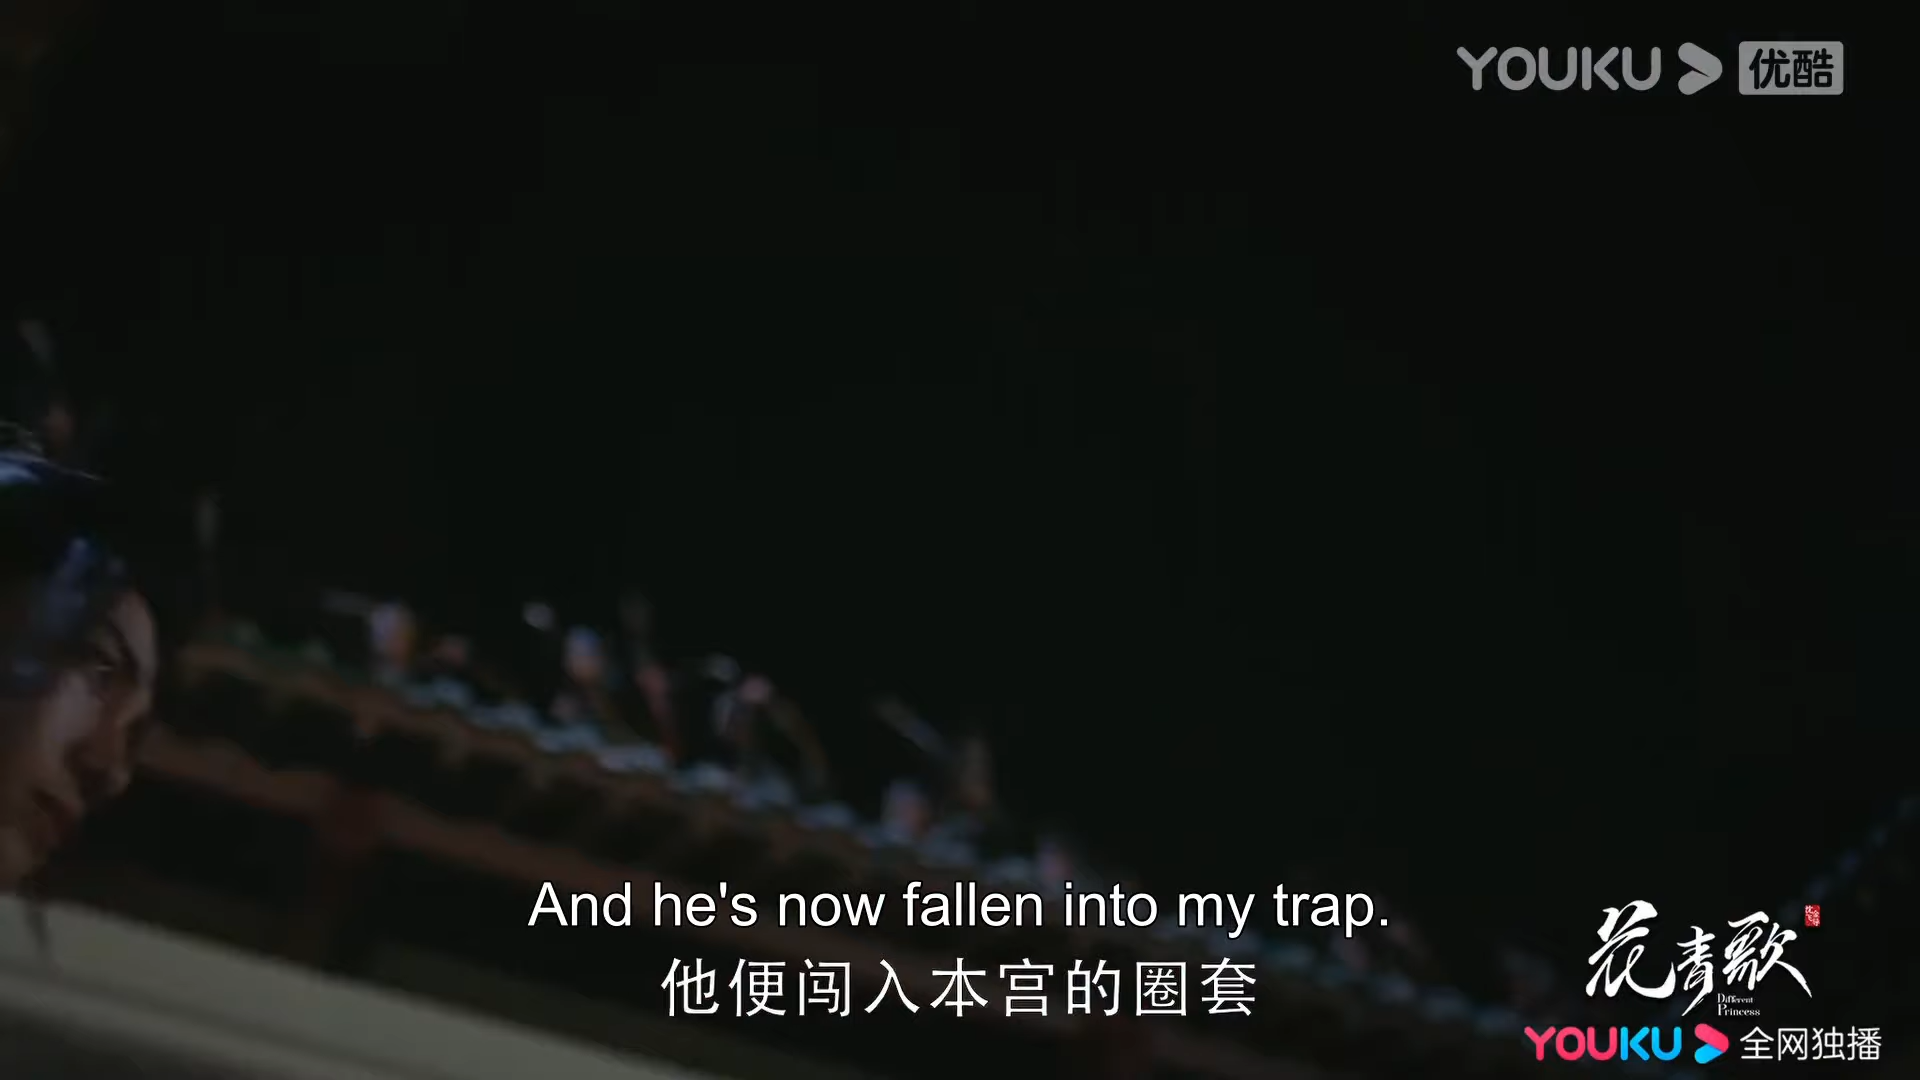 YOUKU 优酷
And he's now fallen into my trap.
他便闯入本宫的圈套
花青歌
Different
Princess
YOUKU 全网独播